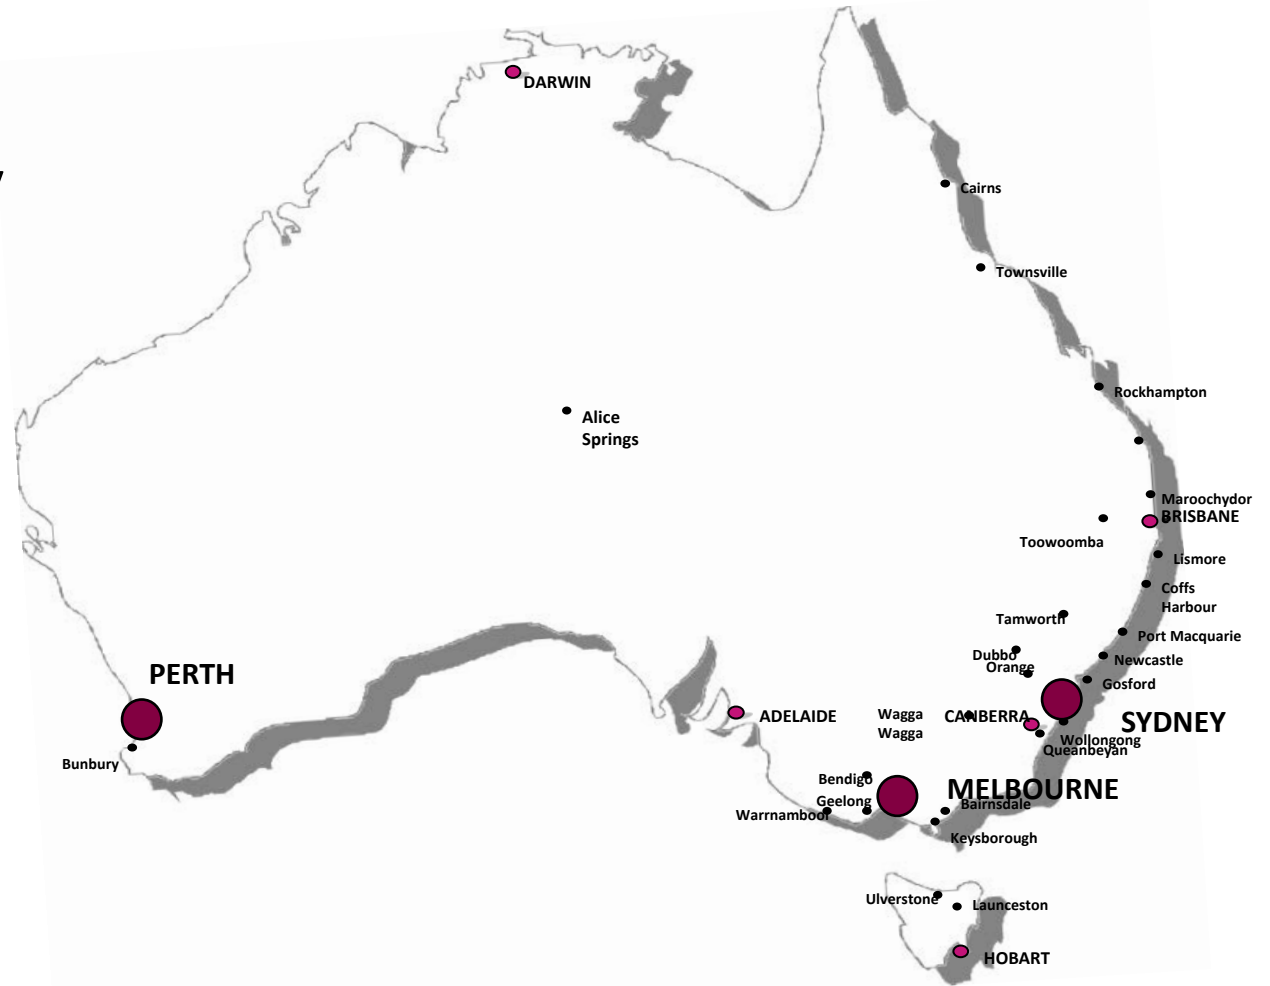 DARWIN
Cairns
Townsville
Rockhampton
Alice
Springs
Maroochydor
BRISBANE
Toowoomba
Lismore
Coffs
Harbour
Tamworth
Port Macquarie
Dubbo
Orange
Newcastle
PERTH
Gosford
ADELAIDE
Wagga
Wagga
CANBERRA
SYDNEY
Wollongong
Queanbeyan
Bunbury
Bendigo
MELBOURNE
Geelong
Bairnsdale
Warrnambool
Keysborough
Ulverstone
Launceston
HOBART